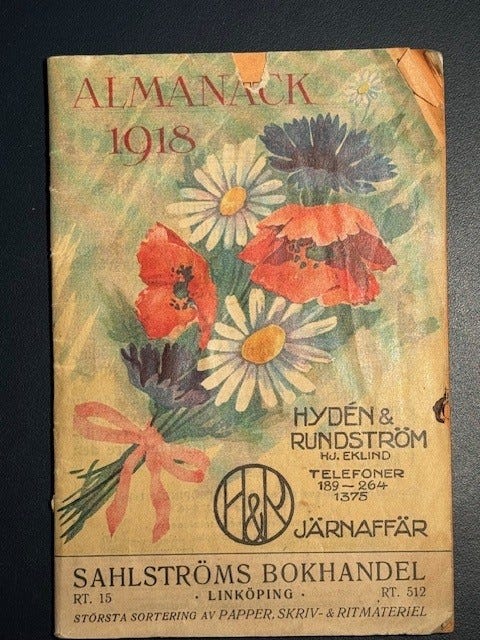 ALMANACK
1918
HYDÉN &
RUNDSTRÖM
HJ. EKLIND
TELEFONER
189—264
1375
H&R
JÄRNAFFÄR
SAHLSTRÖMS BOKHANDEL
RT. 15 · LINKÖPING · RT. 512
STÖRSTA SORTERING AV PAPPER, SKRIV- & RITMATERIEL